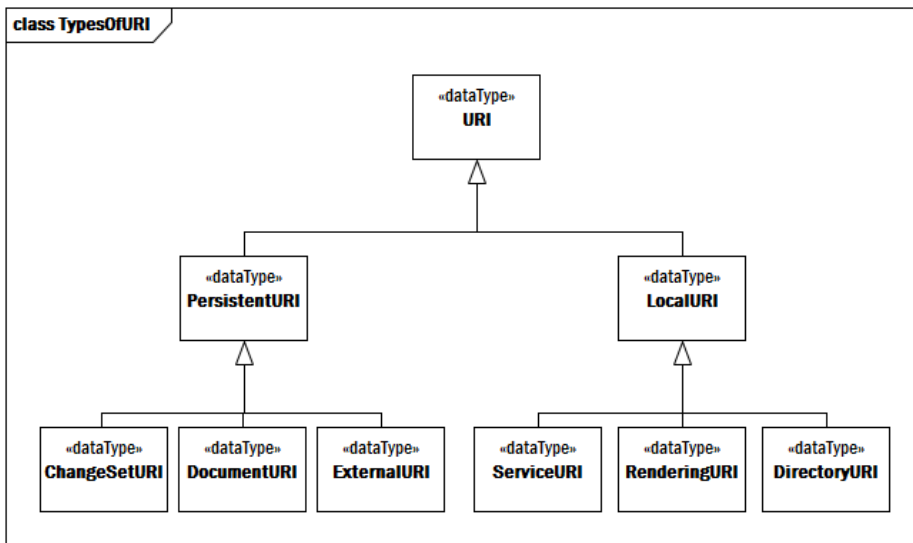 class TypesOfURI
«dataType»
URI
«dataType»
PersistentURI
«dataType»
LocalURI
«dataType»
ChangeSetURI
«dataType»
DocumentURI
«dataType»
ExternalURI
«dataType»
ServiceURI
«dataType»
RenderingURI
«dataType»
DirectoryURI